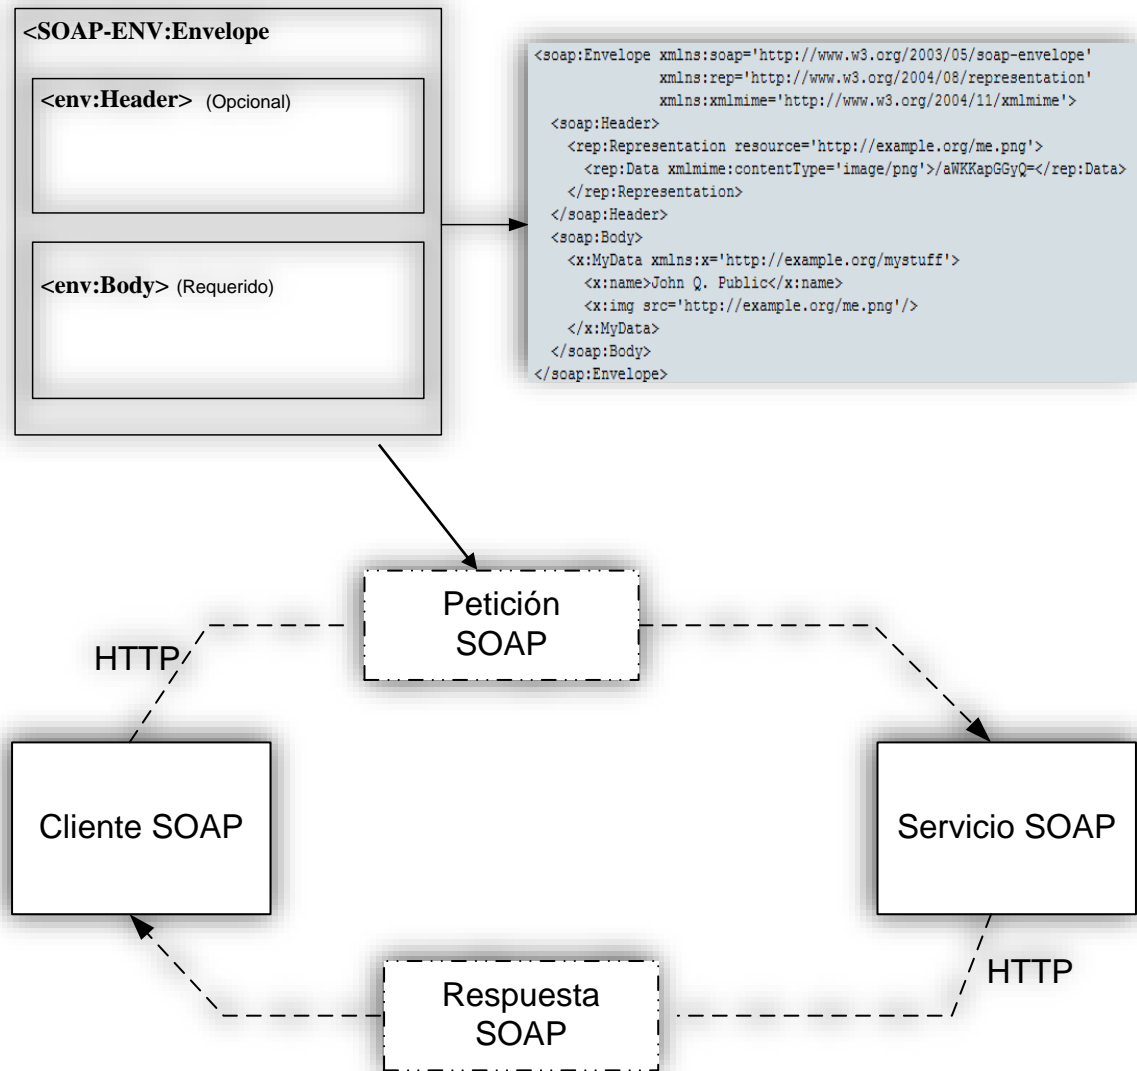 <SOAP-ENV:Envelope
<env:Header> (Opcional)
<env:Body> (Requerido)
<soap:Envelope xmlns:soap='http://www.w3.org/2003/05/soap-envelope'
xmlns:rep='http://www.w3.org/2004/08/representation'
xmlns:xmlmime='http://www.w3.org/2004/11/xmlmime'>
<soap:Header>
<rep:Representation resource='http://example.org/me.png'>
<rep:Data xmlmime:contentType='image/png'>/aWKKapGGyQ=</rep:Data>
</rep:Representation>
</soap:Header>
<soap:Body>
<x:MyData xmlns:x='http://example.org/mystuff'>
<x:name>John Q. Public</x:name>
<x:img src='http://example.org/me.png'/>
</x:MyData>
</soap:Body>
</soap:Envelope>
Petición
SOAP
HTTP
Cliente SOAP
Servicio SOAP
HTTP
Respuesta
SOAP